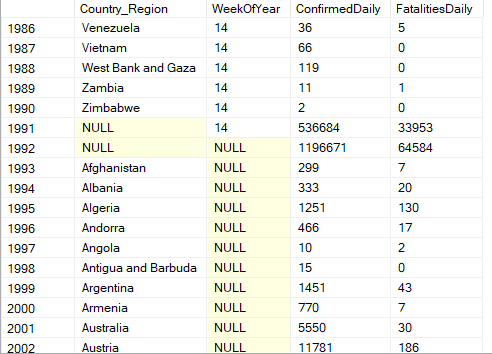 Country_Region WeekOfYear ConfirmedDaily FatalitiesDaily
1986 Venezuela 14 36 5
1987 Vietnam 14 66 0
1988 West Bank and Gaza 14 119 0
1989 Zambia 14 11 1
1990 Zimbabwe 14 2 0
1991 NULL 14 536684 33953
1992 NULL NULL 1196671 64584
1993 Afghanistan NULL 299 7
1994 Albania NULL 333 20
1995 Algeria NULL 1251 130
1996 Andorra NULL 466 17
1997 Angola NULL 10 2
1998 Antigua and Barbuda NULL 15 0
1999 Argentina NULL 1451 43
2000 Armenia NULL 770 7
2001 Australia NULL 5550 30
2002 Austria NULL 11781 186